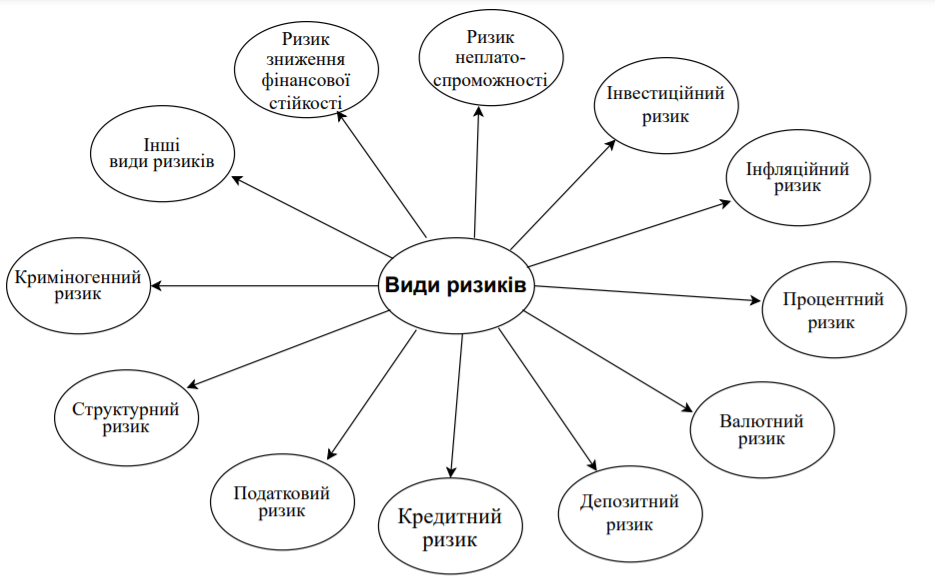 Ризик
зниження
фінансової
стійкості
Ризик
неплато-
спроможності
Інвестиційний
ризик
Інфляційний
ризик
Процентний
ризик
Валютний
ризик
Депозитний
ризик
Кредитний
ризик
Податковий
ризик
Структурний
ризик
Криміногенний
ризик
Інші
види ризиків
Види ризиків